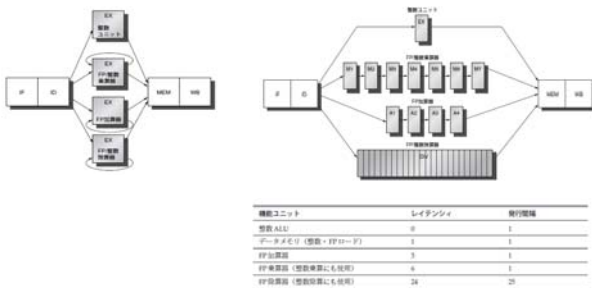 EX
整数
ユニット
EX
FP/整数
乗算器
IF
ID
MEM
WB
EX
FP加算器
EX
FP/整数
除算器
整数ユニット
EX
FP/整数乗算器
M1
M2
M3
M4
M5
M6
M7
IF
ID
MEM
WB
FP加算器
A1
A2
A3
A4
FP/整数除算器
DIV
機能ユニット レイテンシィ 発行間隔
整数 ALU 0 1
データメモリ（整数・FPロード） 1 1
FP加算器 3 1
FP乗算器（整数乗算にも使用） 6 1
FP除算器（整数除算にも使用） 24 25